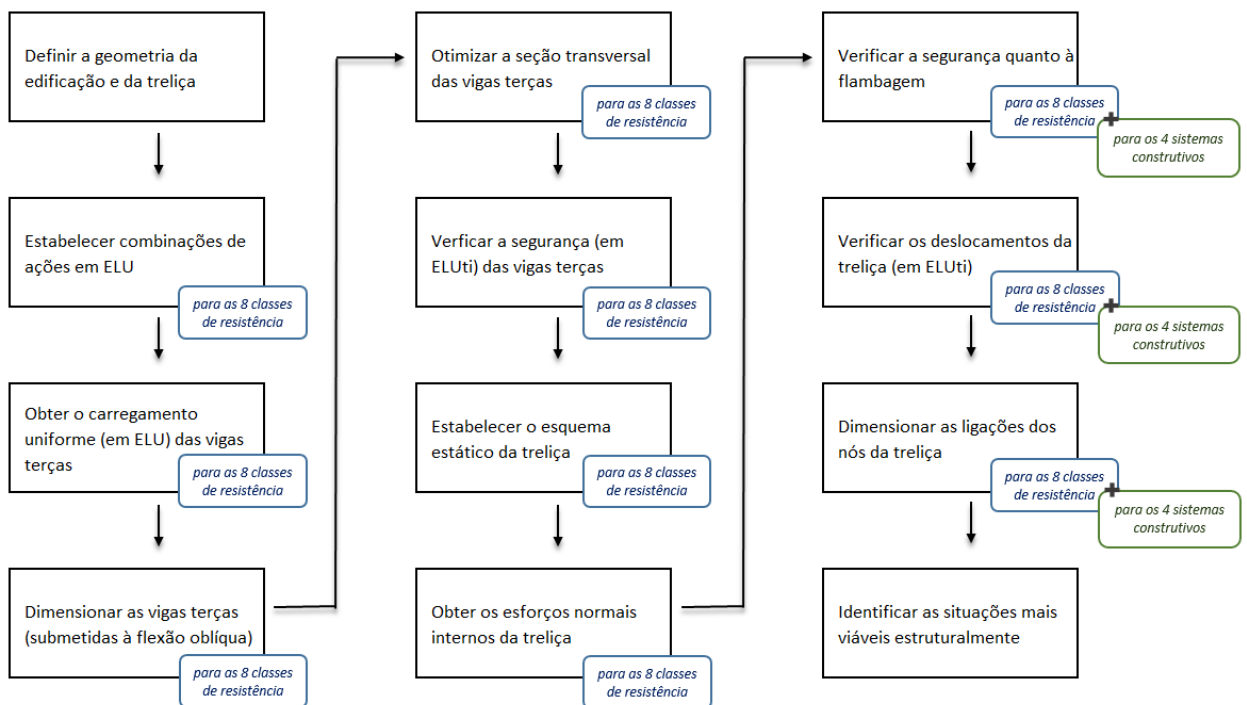 Definir a geometria da
edificação e da treliça
Estabelecer combinações de
ações em ELU
para as 8 classes
de resistência
Obter o carregamento
uniforme (em ELU) das vigas
terças
para as 8 classes
de resistência
Dimensionar as vigas terças
(submetidas à flexão oblíqua)
para as 8 classes
de resistência
Otimizar a seção transversal
das vigas terças
para as 8 classes
de resistência
Verficar a segurança (em
ELUti) das vigas terças
para as 8 classes
de resistência
Estabelecer o esquema
estático da treliça
para as 8 classes
de resistência
Obter os esforços normais
internos da treliça
para as 8 classes
de resistência
Verificar a segurança quanto à
flambagem
para as 8 classes
de resistência
+
para os 4 sistemas
construtivos
Verificar os deslocamentos da
treliça (em ELUti)
para as 8 classes
de resistência
+
para os 4 sistemas
construtivos
Dimensionar as ligações dos
nós da treliça
para as 8 classes
de resistência
+
para os 4 sistemas
construtivos
Identificar as situações mais
viáveis estruturalmente